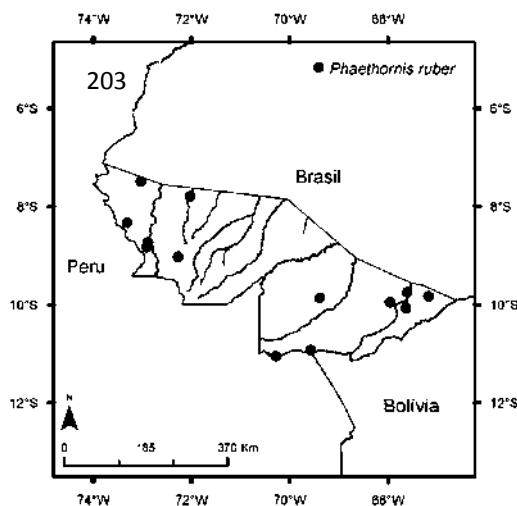 74°W 72°W 70°W 68°W
203
Phaethornis ruber
6°S 6°S
Brasil
8°S 8°S
Peru
10°S 10°S
Bolívia
12°S 12°S
N
0 185 370 Km
74°W 72°W 70°W 68°W